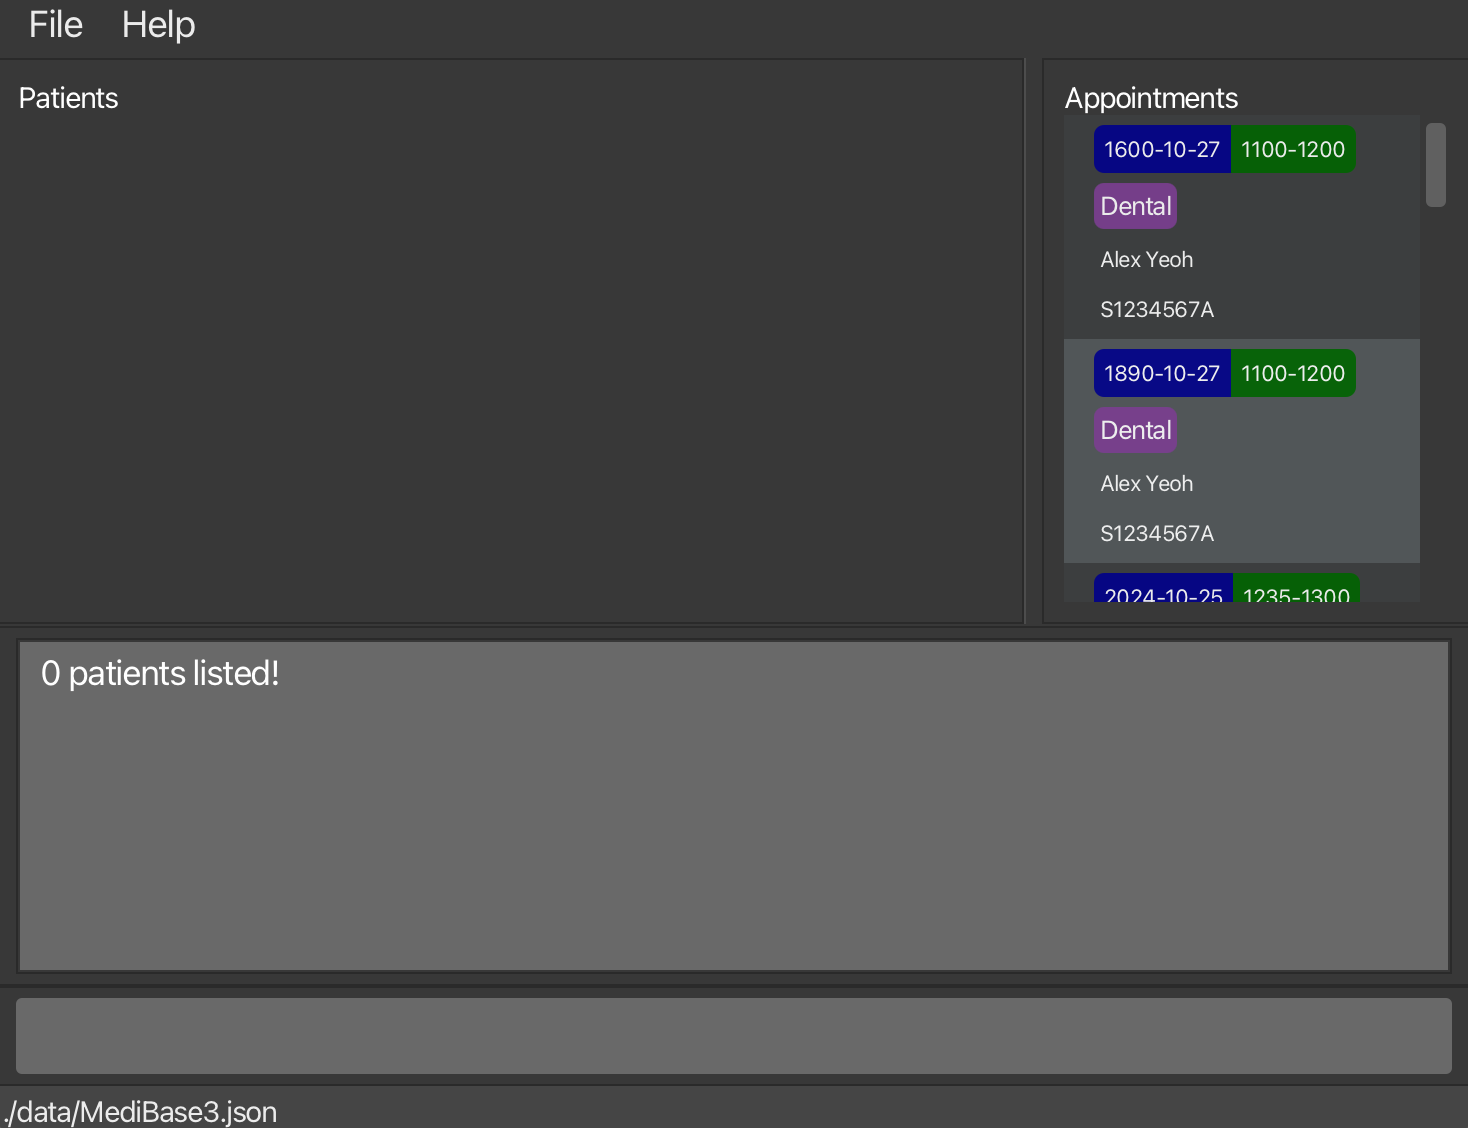 File Help
Patients
Appointments
1600-10-27 1100-1200
Dental
Alex Yeoh
S1234567A
1890-10-27 1100-1200
Dental
Alex Yeoh
S1234567A
2024-10-25 1235-1300
0 patients listed!
./data/MediBase3.json